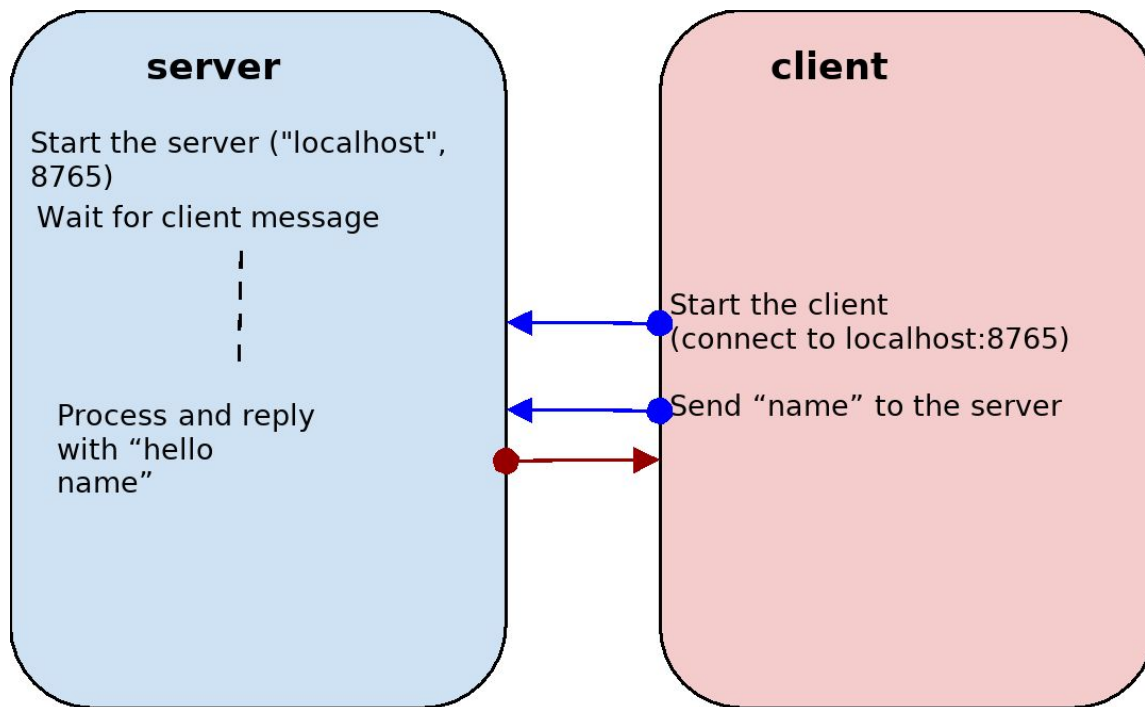 server
Start the server ("localhost",
8765)
Wait for client message
Process and reply
with “hello
name”
client
Start the client
(connect to localhost:8765)
Send “name” to the server